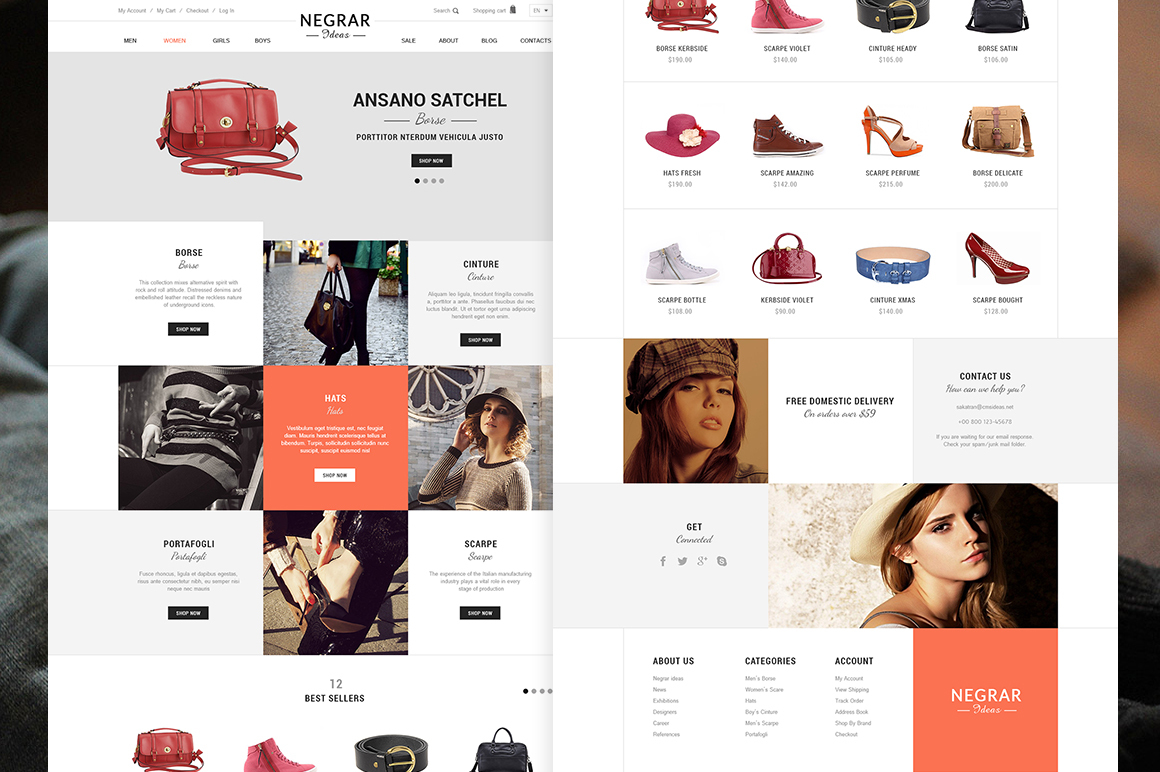 My Account / My Cart / Checkout / Log In
NEGRAR
Ideas
Search
Shopping cart
EN
MEN
WOMEN
GIRLS
BOYS
SALE
ABOUT
BLOG
CONTACTS
ANSANO SATCHEL
Borse
PORTTITOR NTERDUM VEHICULA JUSTO
SHOP NOW
BORSE
Borse
This collection mixes alternative spirit with
rock and roll attitude. Distressed denims and
embellished leather recall the reckless nature
of underground icons.
SHOP NOW
CINTURE
Cinture
Aliquam leo ligula, tincidunt fringilla convallis
a, porttitor a ante. Phasellus faucibus dui nec
luctus blandit. Ut et tortor eget urna adipiscing
hendrerit eget non enim.
SHOP NOW
HATS
Hats
Vestibulum eget tristique est, nec feugiat
diam. Mauris hendrerit scelerisque tellus at
bibendum. Turpis, sollicitudin sollicitudin nunc
suscipit, suscipit euismod nisl
SHOP NOW
PORTAFOGLI
Portafogli
Fusce rhoncus, ligula et dapibus egestas,
risus ante consectetur nibh, eu semper nisi
neque nec mauris
SHOP NOW
SCARPE
Scarpe
The experience of the Italian manufacturing
industry plays a vital role in every
stage of production
SHOP NOW
12
BEST SELLERS
BORSE KERBSIDE
$190.00
SCARPE VIOLET
$140.00
CINTURE HEADY
$105.00
BORSE SATIN
$106.00
HATS FRESH
$190.00
SCARPE AMAZING
$142.00
SCARPE PERFUME
$215.00
BORSE DELICATE
$200.00
SCARPE BOTTLE
$108.00
KERBSIDE VIOLET
$90.00
CINTURE XMAS
$140.00
SCARPE BOUGHT
$128.00
FREE DOMESTIC DELIVERY
On orders over $59
CONTACT US
How can we help you?
sakatran@cmsideas.net
+00 800 123-45678
If you are waiting for our email response.
Check your spam/junk mail folder.
GET
Connected
ABOUT US
Negrar ideas
News
Exhibitions
Designers
Career
References
CATEGORIES
Men's Borse
Women's Scare
Hats
Boy's Cinture
Men's Scarpe
Portafogli
ACCOUNT
My Account
View Shipping
Track Order
Address Book
Shop By Brand
Checkout
NEGRAR
Ideas